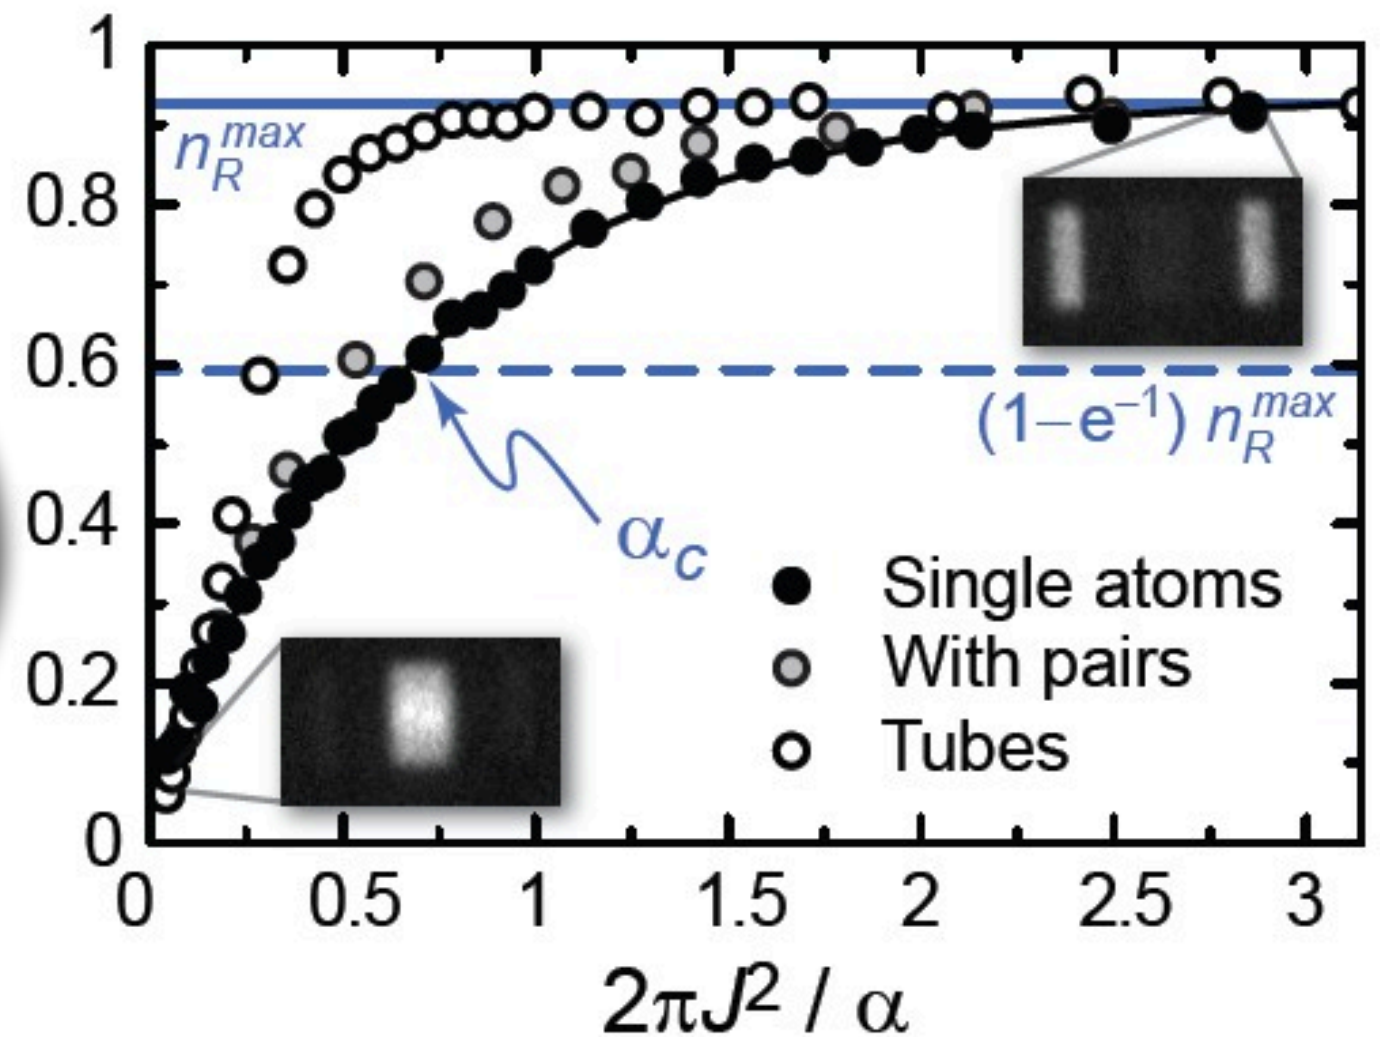 1
n_R^max
0.8
0.6
(1–e⁻¹) n_R^max
0.4
α_c
Single atoms
With pairs
Tubes
0.2
0
0 0.5 1 1.5 2 2.5 3
2πJ² / α